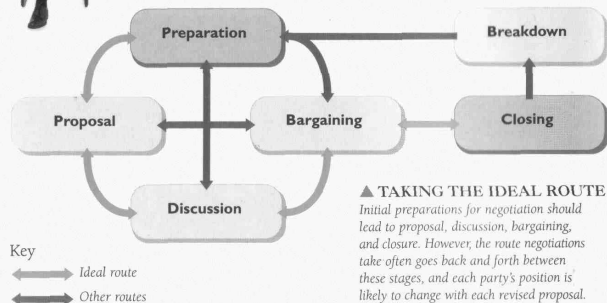 Preparation
Breakdown
Proposal
Bargaining
Closing
Discussion
▲ TAKING THE IDEAL ROUTE
Initial preparations for negotiation should
lead to proposal, discussion, bargaining,
and closure. However, the route negotiations
take often goes back and forth between
these stages, and each party's position is
likely to change with each revised proposal.
Key
Ideal route
Other routes